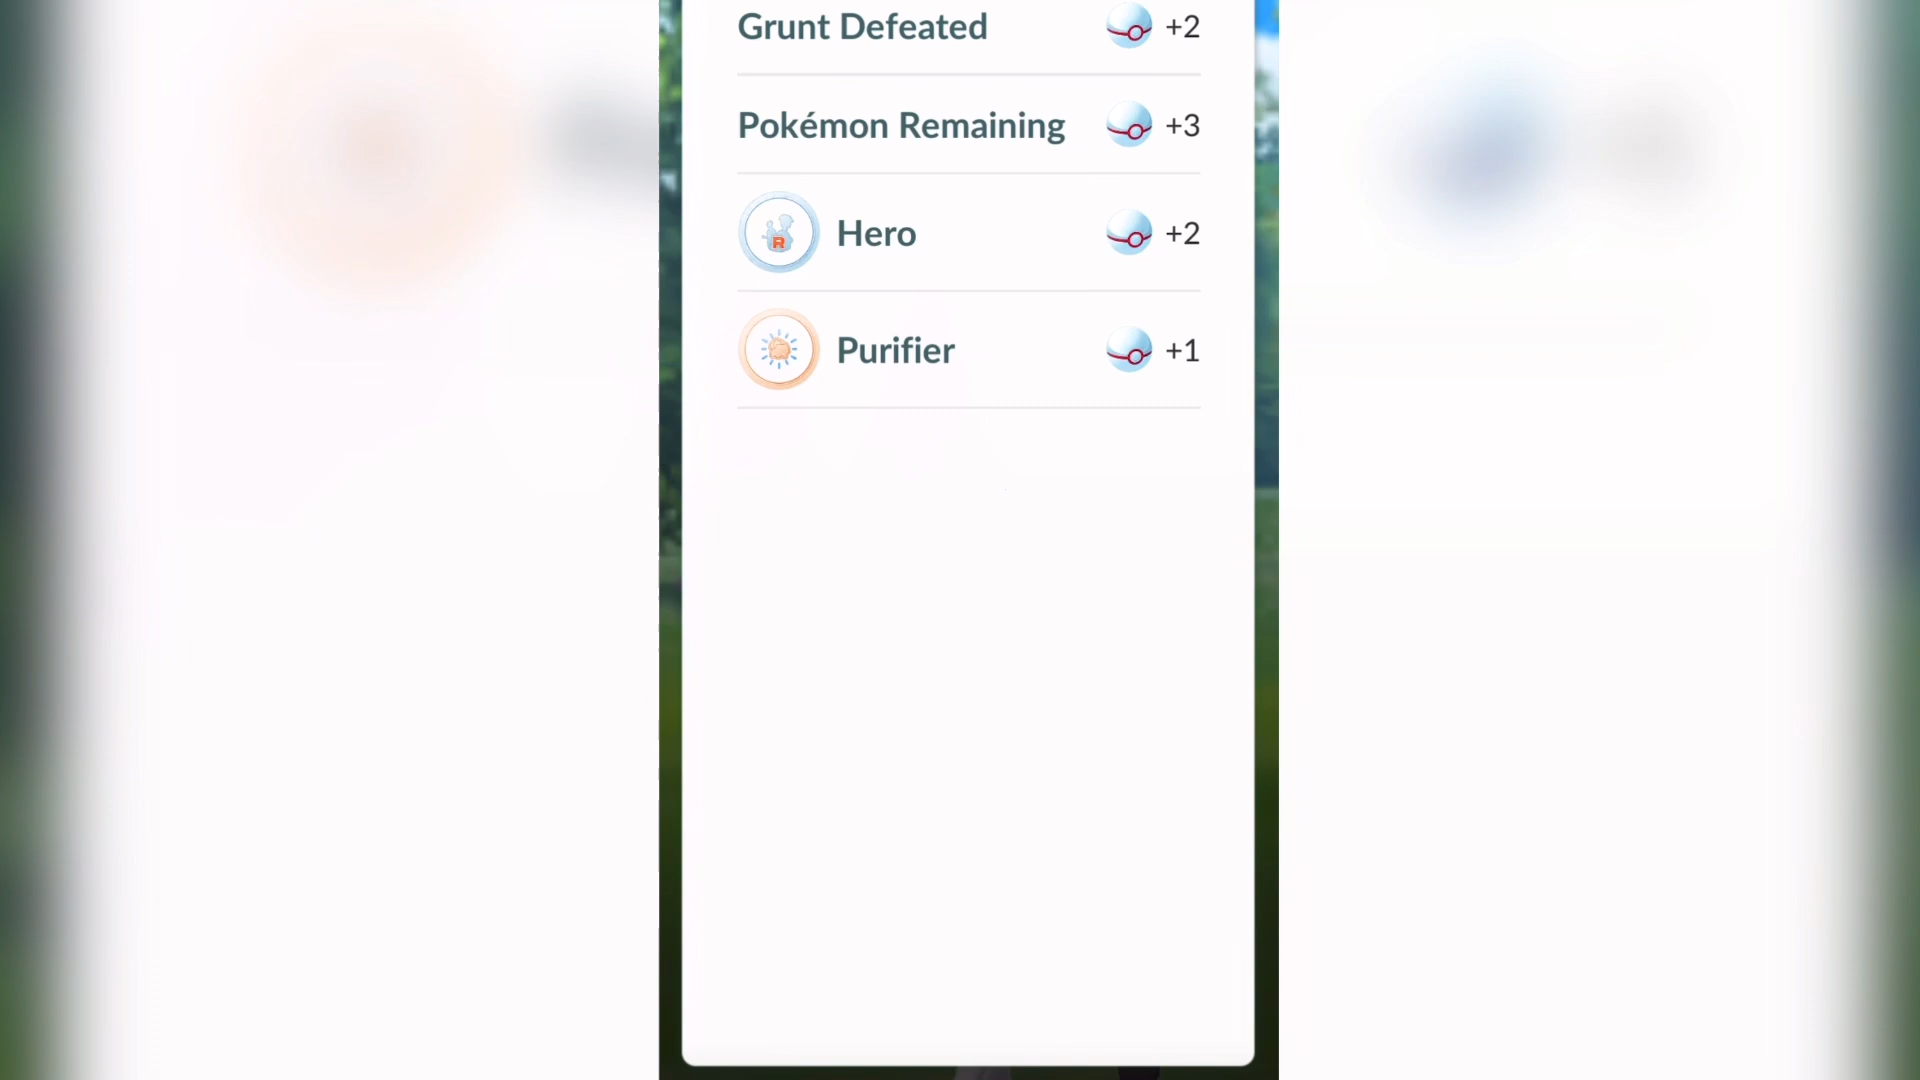 Grunt Defeated +2
Pokémon Remaining +3
R
Hero +2
Purifier +1